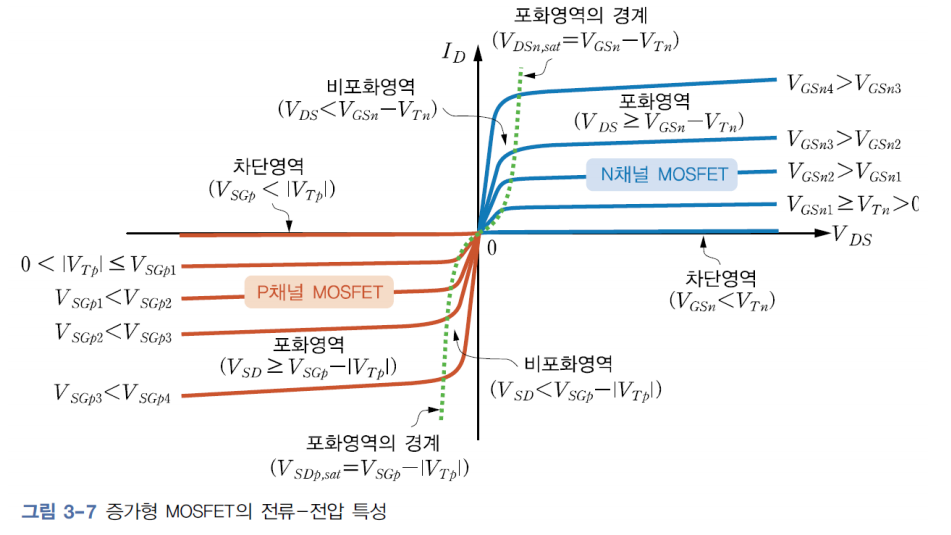 포화영역의 경계
(V_DSn,sat=V_GSn−V_Tn)
I_D
비포화영역
(V_DS<V_GSn−V_Tn)
포화영역
(V_DS≥V_GSn−V_Tn)
V_GSn4>V_GSn3
V_GSn3>V_GSn2
N채널 MOSFET
V_GSn2>V_GSn1
V_GSn1≥V_Tn>0
차단영역
(V_SGp<|V_Tp|)
0
V_DS
차단영역
(V_GSn<V_Tn)
0<|V_Tp|≤V_SGp1
V_SGp1<V_SGp2
P채널 MOSFET
V_SGp2<V_SGp3
포화영역
(V_SD≥V_SGp−|V_Tp|)
비포화영역
(V_SD<V_SGp−|V_Tp|)
V_SGp3<V_SGp4
포화영역의 경계
(V_SDp,sat=V_SGp−|V_Tp|)
그림 3-7 증가형 MOSFET의 전류-전압 특성